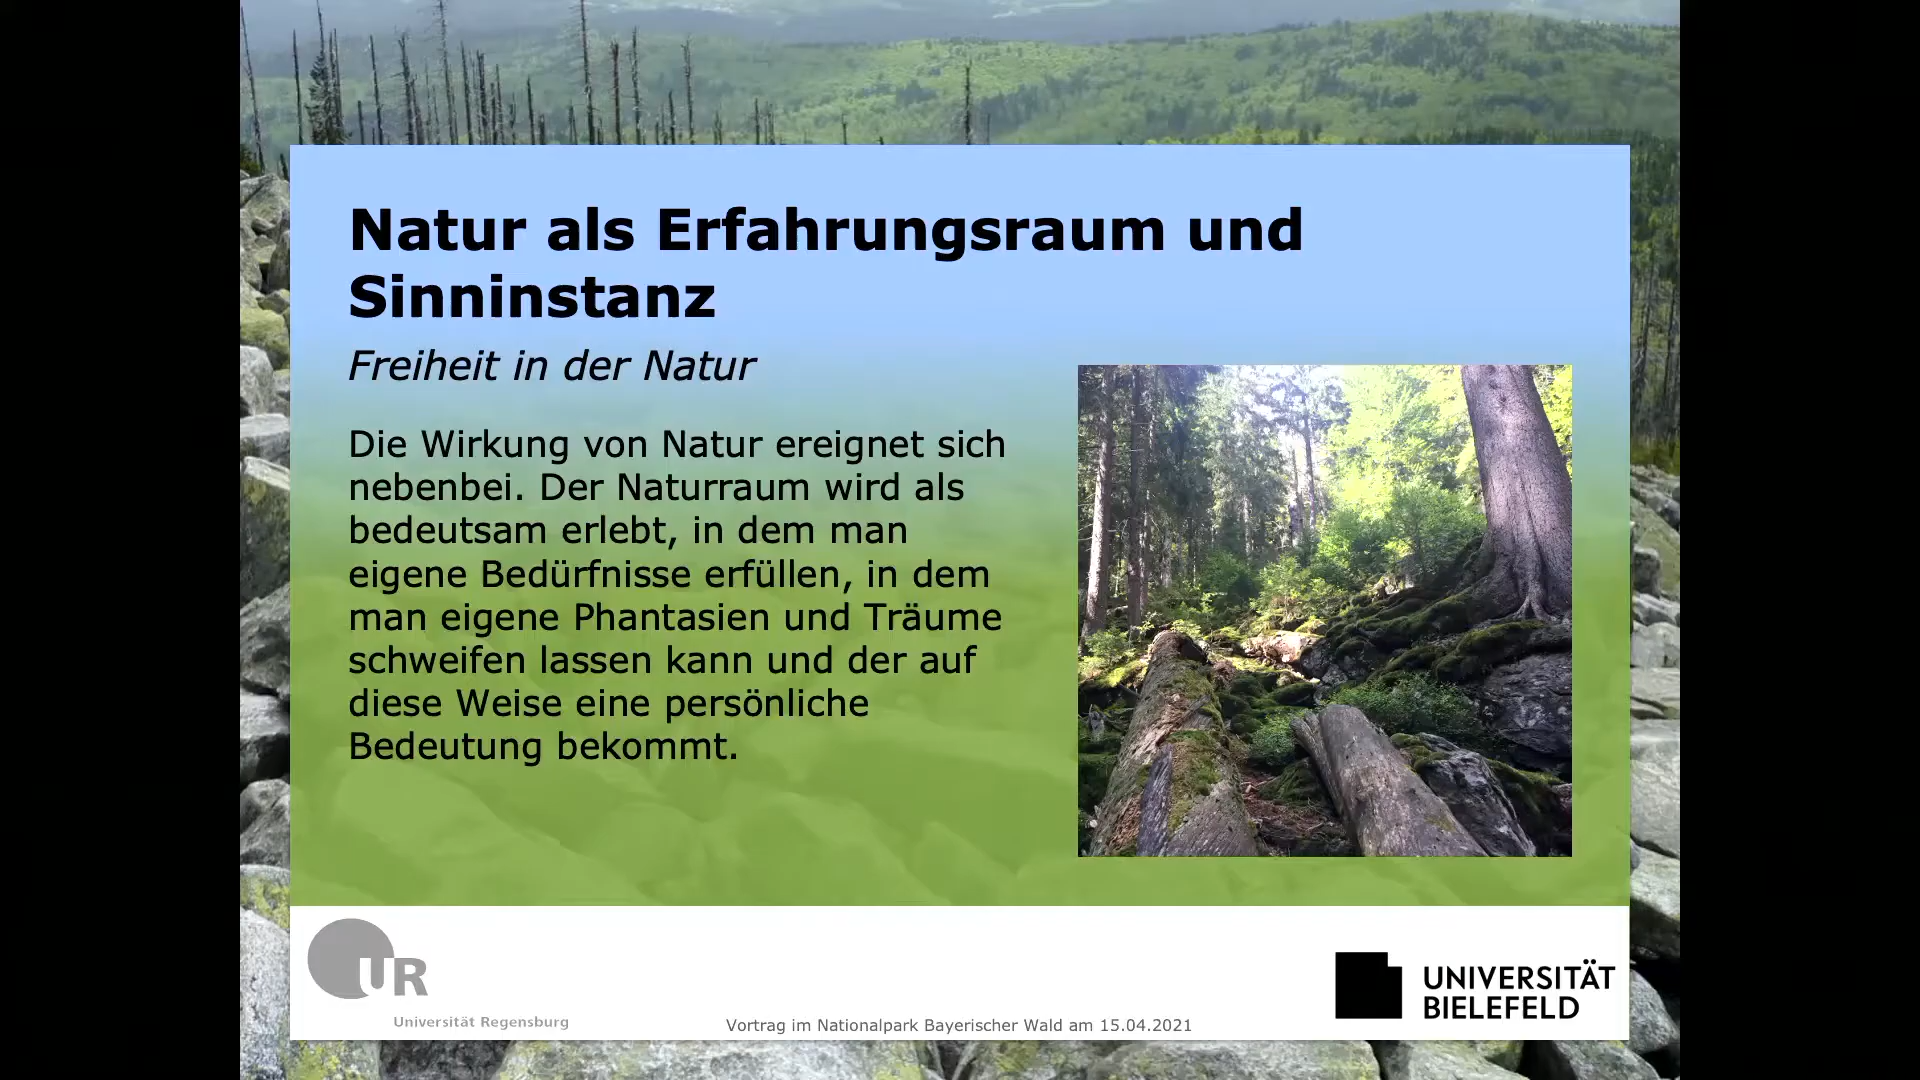 Natur als Erfahrungsraum und
Sinninstanz
Freiheit in der Natur
Die Wirkung von Natur ereignet sich
nebenbei. Der Naturraum wird als
bedeutsam erlebt, in dem man
eigene Bedürfnisse erfüllen, in dem
man eigene Phantasien und Träume
schweifen lassen kann und der auf
diese Weise eine persönliche
Bedeutung bekommt.
UR
Universität Regensburg
Vortrag im Nationalpark Bayerischer Wald am 15.04.2021
UNIVERSITÄT
BIELEFELD